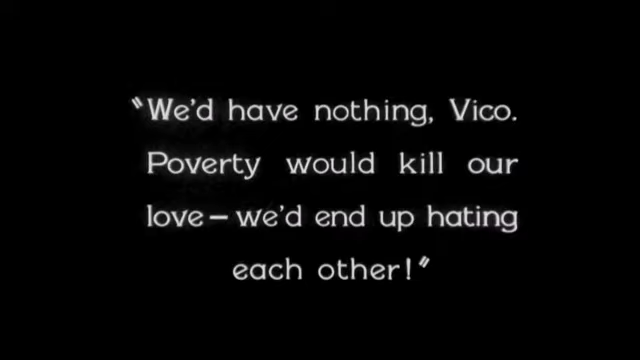 "We'd have nothing, Vico.
Poverty would kill our
love—we'd end up hating
each other!"